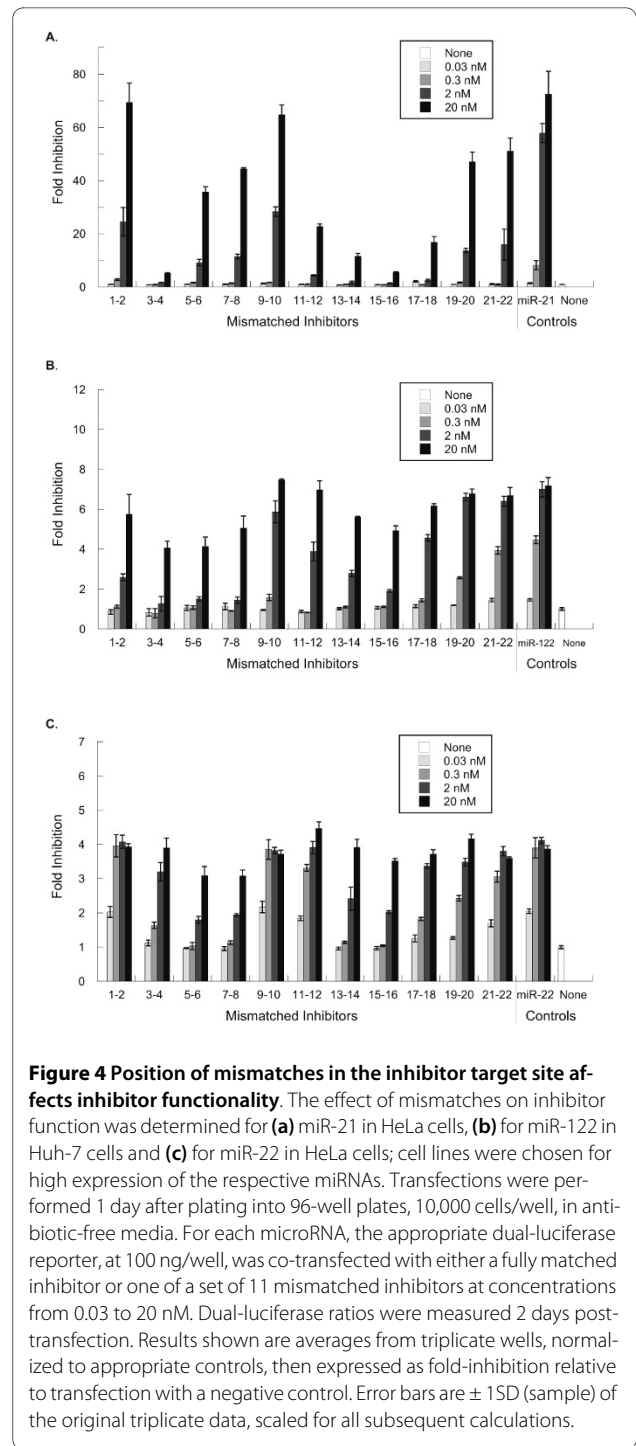 A.
None
0.03 nM
0.3 nM
2 nM
20 nM
Fold Inhibition
80
60
40
20
0
1-2 3-4 5-6 7-8 9-10 11-12 13-14 15-16 17-18 19-20 21-22 miR-21 None
Mismatched Inhibitors Controls
B.
None
0.03 nM
0.3 nM
2 nM
20 nM
Fold Inhibition
12
10
8
6
4
2
0
1-2 3-4 5-6 7-8 9-10 11-12 13-14 15-16 17-18 19-20 21-22 miR-122 None
Mismatched Inhibitors Controls
C.
None
0.03 nM
0.3 nM
2 nM
20 nM
Fold Inhibition
7
6
5
4
3
2
1
0
1-2 3-4 5-6 7-8 9-10 11-12 13-14 15-16 17-18 19-20 21-22 miR-22 None
Mismatched Inhibitors Controls
Figure 4 Position of mismatches in the inhibitor target site af-
fects inhibitor functionality. The effect of mismatches on inhibitor
function was determined for (a) miR-21 in HeLa cells, (b) for miR-122 in
Huh-7 cells and (c) for miR-22 in HeLa cells; cell lines were chosen for
high expression of the respective miRNAs. Transfections were per-
formed 1 day after plating into 96-well plates, 10,000 cells/well, in anti-
biotic-free media. For each microRNA, the appropriate dual-luciferase
reporter, at 100 ng/well, was co-transfected with either a fully matched
inhibitor or one of a set of 11 mismatched inhibitors at concentrations
from 0.03 to 20 nM. Dual-luciferase ratios were measured 2 days post-
transfection. Results shown are averages from triplicate wells, normal-
ized to appropriate controls, then expressed as fold-inhibition relative
to transfection with a negative control. Error bars are ± 1SD (sample) of
the original triplicate data, scaled for all subsequent calculations.